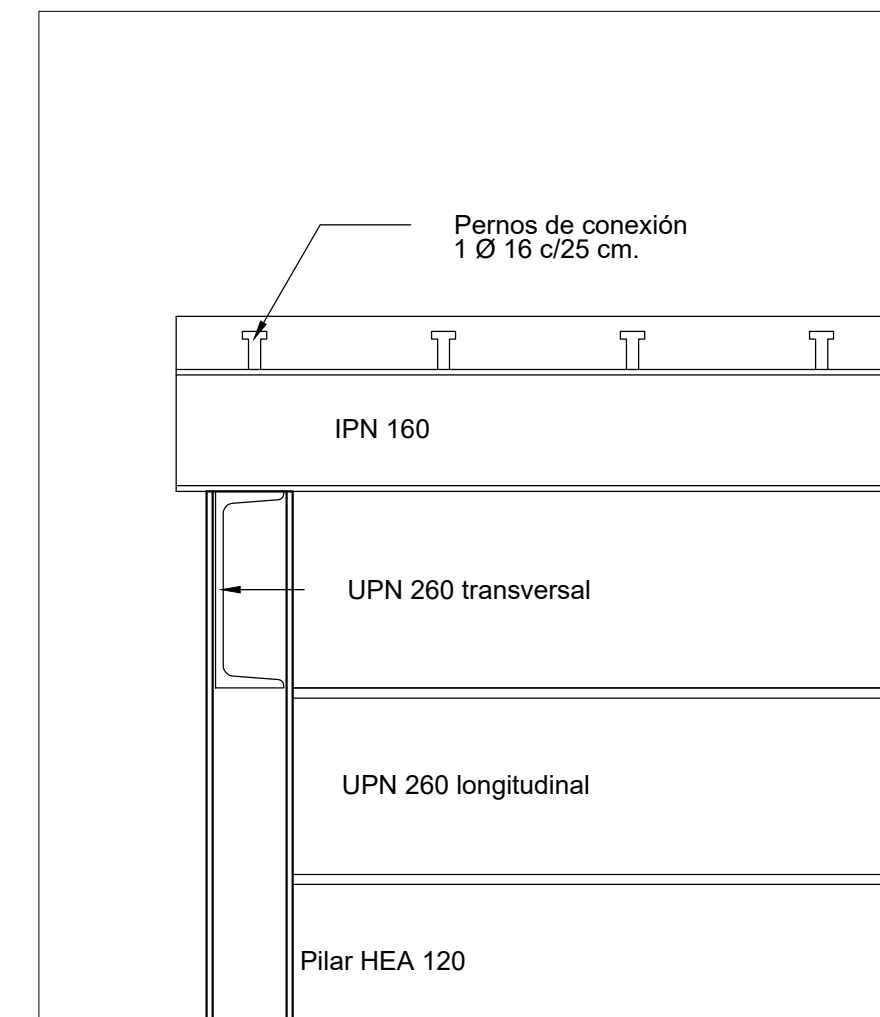 Pernos de conexión
1 Ø 16 c/25 cm.
IPN 160
UPN 260 transversal
UPN 260 longitudinal
Pilar HEA 120